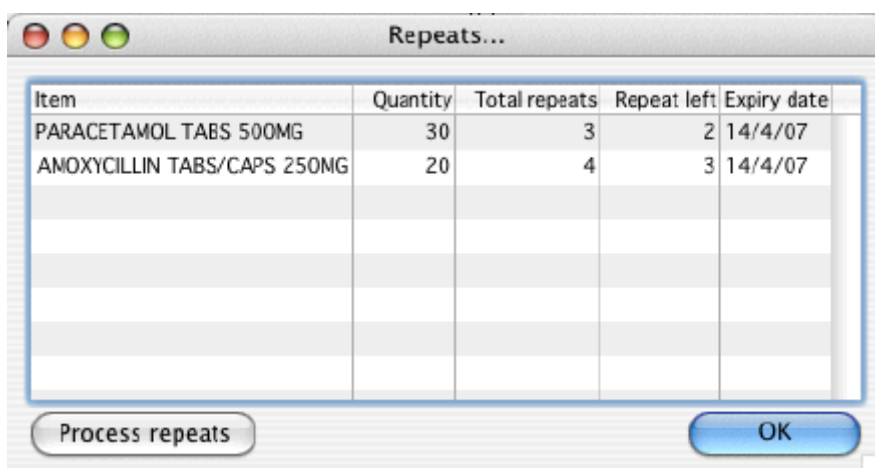 Repeats...
Item Quantity Total repeats Repeat left Expiry date
PARACETAMOL TABS 500MG 30 3 2 14/4/07
AMOXYCILLIN TABS/CAPS 250MG 20 4 3 14/4/07
Process repeats OK